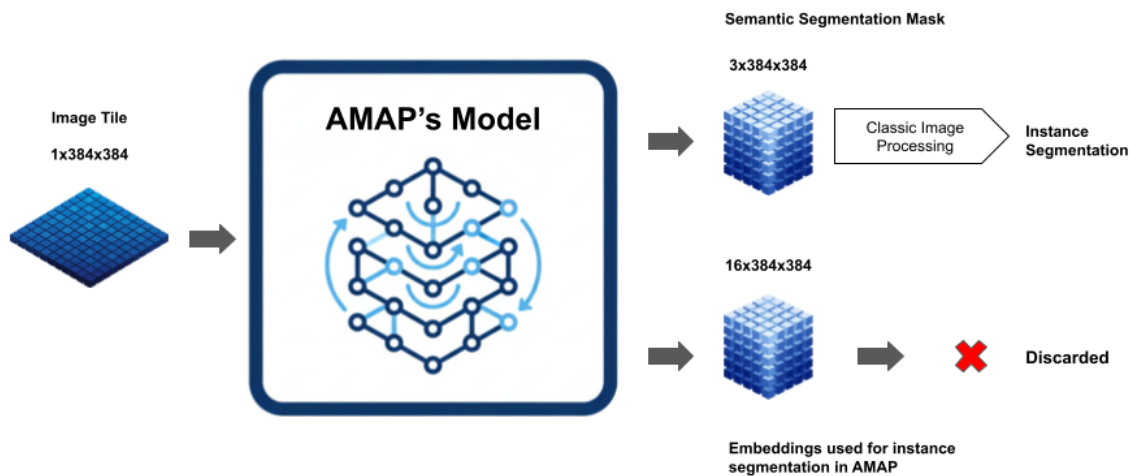 Semantic Segmentation Mask
3x384x384
Image Tile
1x384x384
AMAP's Model
Classic Image
Processing
Instance
Segmentation
16x384x384
Discarded
Embeddings used for instance
segmentation in AMAP